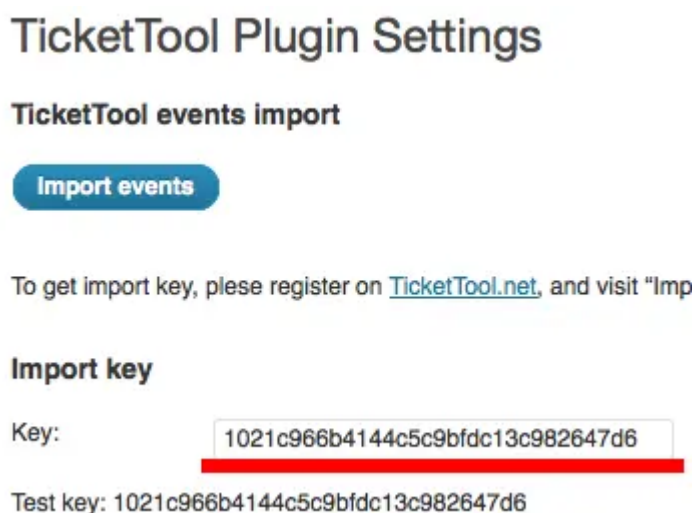 TicketTool Plugin Settings
TicketTool events import
Import events
To get import key, plese register on TicketTool.net, and visit “Imp
Import key
Key:
1021c966b4144c5c9bfdc13c982647d6
Test key: 1021c966b4144c5c9bfdc13c982647d6